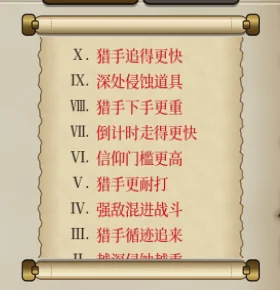 X. 猎手追得更快
IX. 深处侵蚀道具
VIII. 猎手下手更重
VII. 倒计时走得更快
VI. 信仰门槛更高
V. 猎手更耐打
IV. 强敌混进战斗
III. 猎手循迹追来